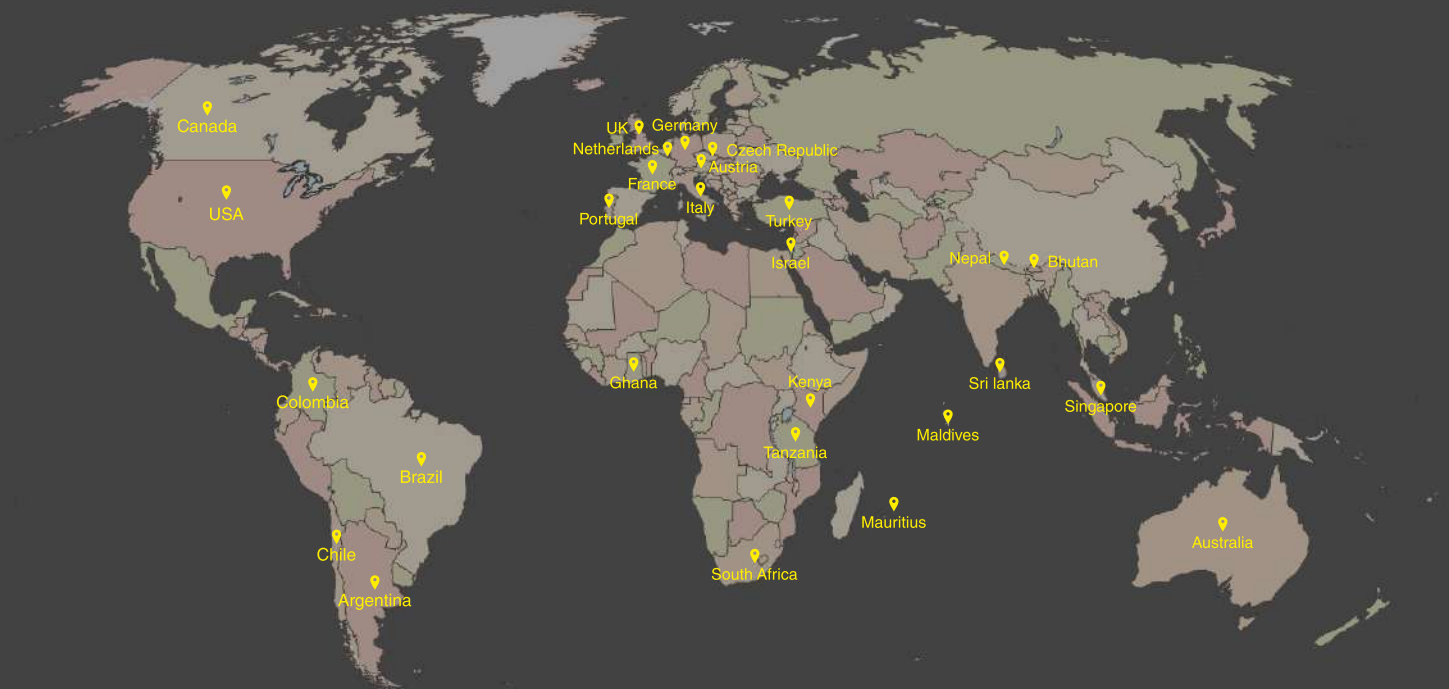 Canada
UK
Germany
Netherlands
Czech Republic
Austria
France
Italy
USA
Portugal
Turkey
Israel
Nepal
Bhutan
Ghana
Kenya
Sri lanka
Colombia
Singapore
Maldives
Tanzania
Brazil
Mauritius
Australia
Chile
South Africa
Argentina